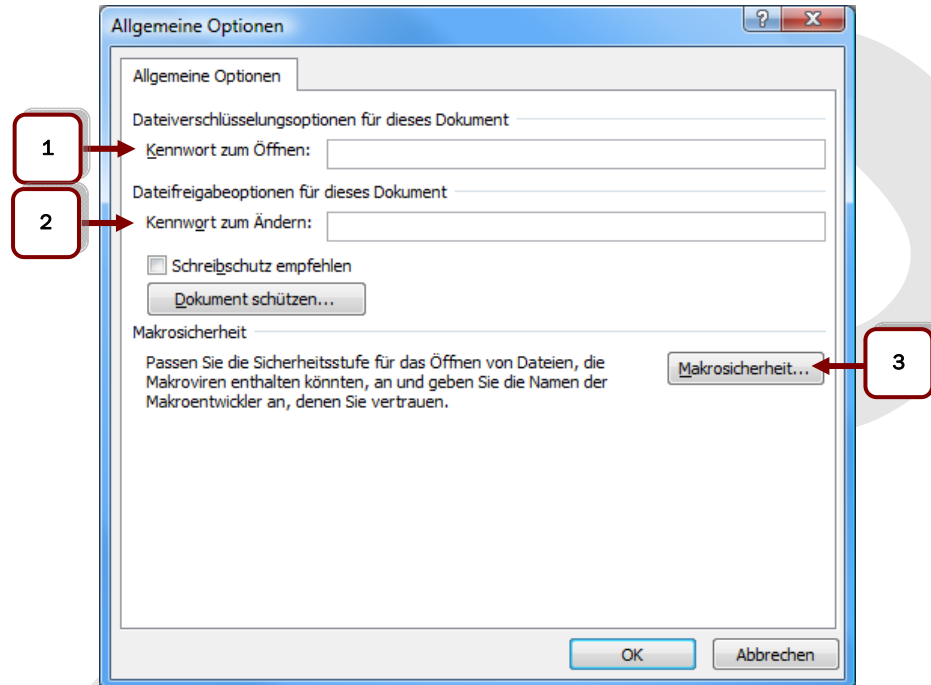 Allgemeine Optionen
Allgemeine Optionen
Dateiverschlüsselungsoptionen für dieses Dokument
1
Kennwort zum Öffnen:
Dateifreigabeoptionen für dieses Dokument
2
Kennwort zum Ändern:
Schreibschutz empfehlen
Dokument schützen...
Makrosicherheit
Passen Sie die Sicherheitsstufe für das Öffnen von Dateien, die
Makroviren enthalten könnten, an und geben Sie die Namen der
Makroentwickler an, denen Sie vertrauen.
Makrosicherheit...
3
OK
Abbrechen